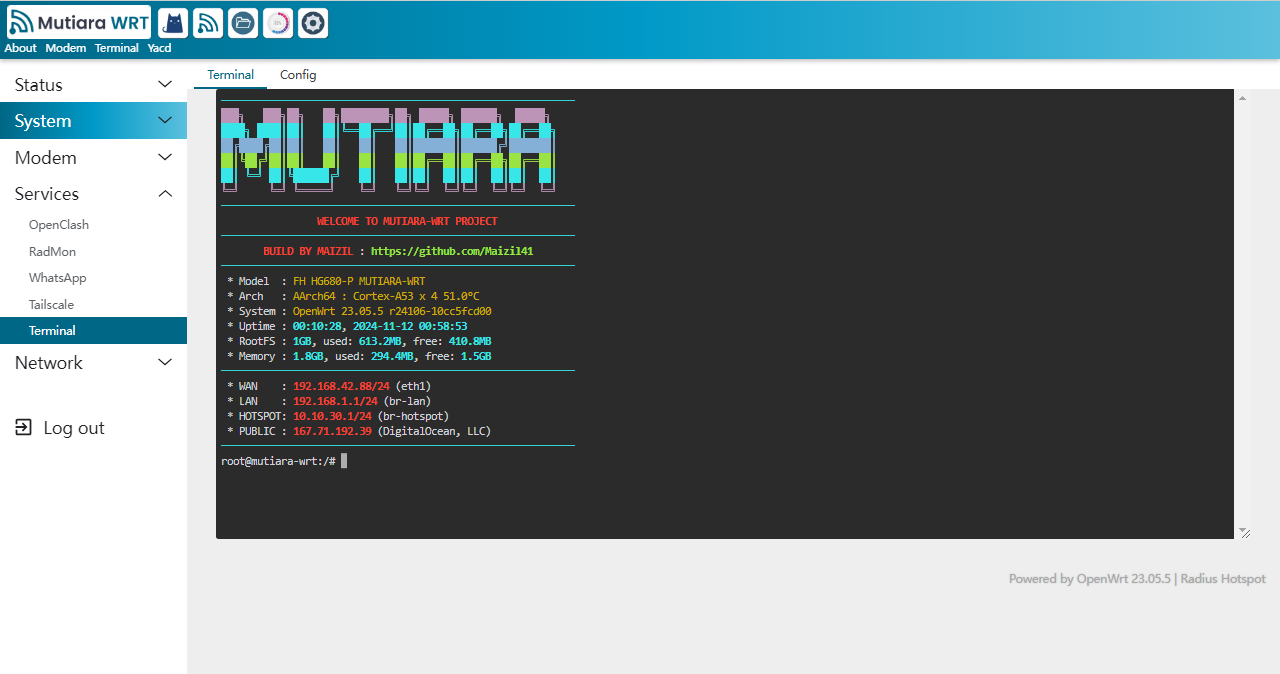 Mutiara WRT
About Modem Terminal Yacd
Status
System
Modem
Services
OpenClash
RadMon
WhatsApp
Tailscale
Terminal
Network
Log out
Terminal Config
MUTIARA
WELCOME TO MUTIARA-WRT PROJECT
BUILD BY MAIZIL : https://github.com/Maizil41
* Model : FH HG680-P MUTIARA-WRT
* Arch : AArch64 : Cortex-A53 x 4 51.0°C
* System : OpenWrt 23.05.5 r24106-10cc5fcd00
* Uptime : 00:10:28, 2024-11-12 00:58:53
* RootFS : 1GB, used: 613.2MB, free: 410.8MB
* Memory : 1.8GB, used: 294.4MB, free: 1.5GB
* WAN : 192.168.42.88/24 (eth1)
* LAN : 192.168.1.1/24 (br-lan)
* HOTSPOT: 10.10.30.1/24 (br-hotspot)
* PUBLIC : 167.71.192.39 (DigitalOcean, LLC)
root@mutiara-wrt:/#
Powered by OpenWrt 23.05.5 | Radius Hotspot